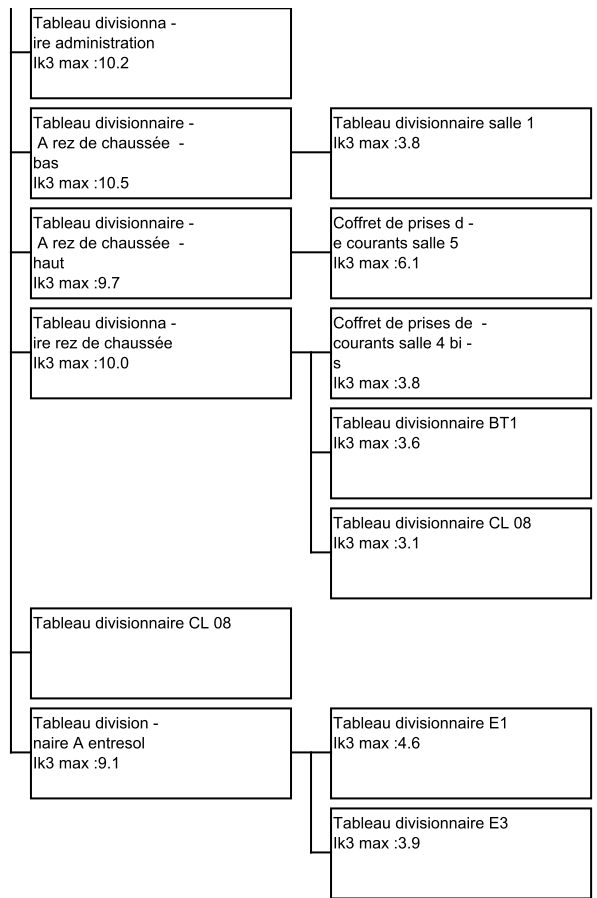 Tableau divisionna -
ire administration
Ik3 max :10.2
Tableau divisionnaire -
A rez de chaussée -
bas
Ik3 max :10.5
Tableau divisionnaire salle 1
Ik3 max :3.8
Tableau divisionnaire -
A rez de chaussée -
haut
Ik3 max :9.7
Coffret de prises d -
e courants salle 5
Ik3 max :6.1
Tableau divisionna -
ire rez de chaussée
Ik3 max :10.0
Coffret de prises de -
courants salle 4 bi -
s
Ik3 max :3.8
Tableau divisionnaire BT1
Ik3 max :3.6
Tableau divisionnaire CL 08
Ik3 max :3.1
Tableau divisionnaire CL 08
Tableau division -
naire A entresol
Ik3 max :9.1
Tableau divisionnaire E1
Ik3 max :4.6
Tableau divisionnaire E3
Ik3 max :3.9